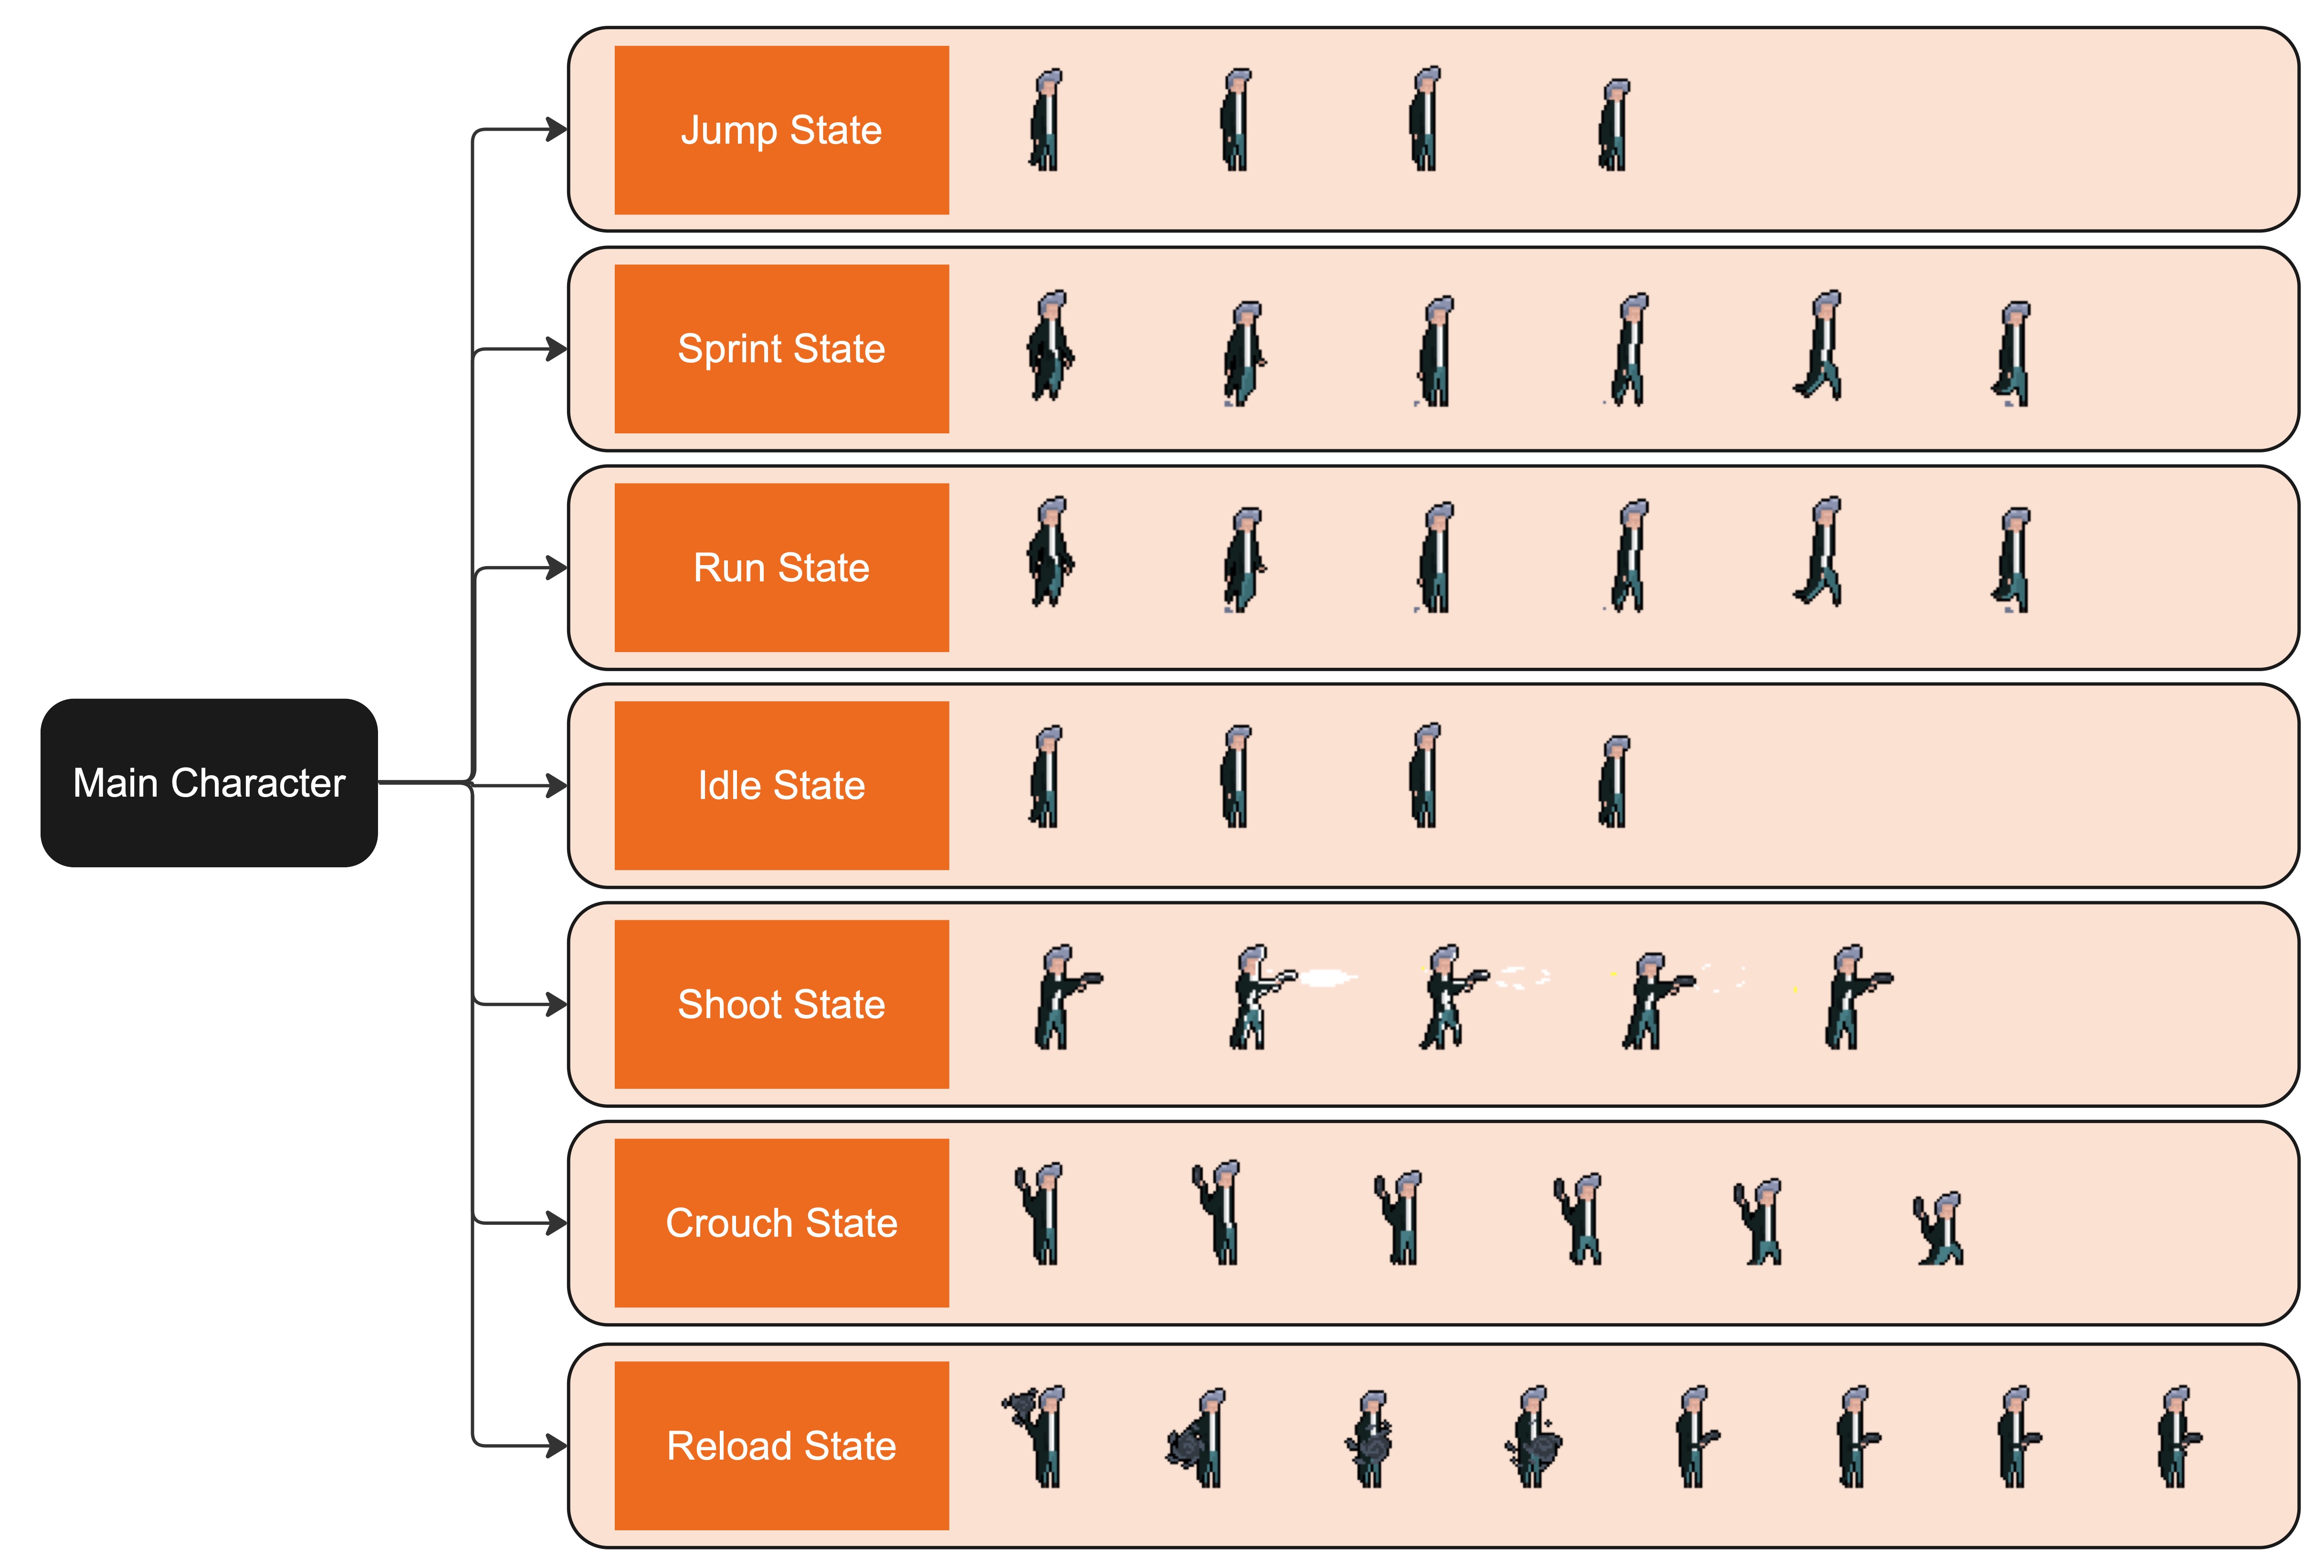 Jump State
Sprint State
Run State
Main Character
Idle State
Shoot State
Crouch State
Reload State